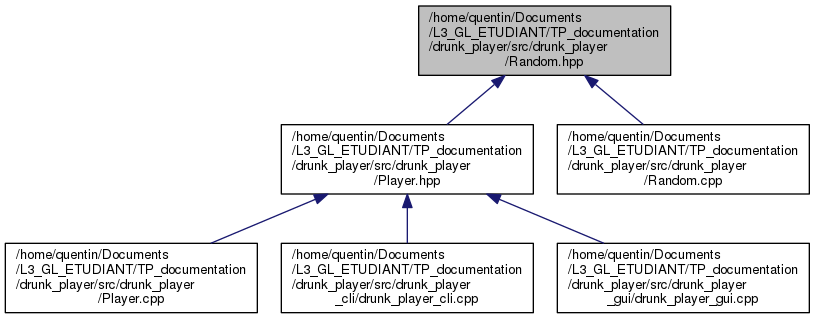 /home/quentin/Documents
/L3_GL_ETUDIANT/TP_documentation
/drunk_player/src/drunk_player
/Random.hpp
/home/quentin/Documents
/L3_GL_ETUDIANT/TP_documentation
/drunk_player/src/drunk_player
/Player.hpp
/home/quentin/Documents
/L3_GL_ETUDIANT/TP_documentation
/drunk_player/src/drunk_player
/Random.cpp
/home/quentin/Documents
/L3_GL_ETUDIANT/TP_documentation
/drunk_player/src/drunk_player
/Player.cpp
/home/quentin/Documents
/L3_GL_ETUDIANT/TP_documentation
/drunk_player/src/drunk_player
_cli/drunk_player_cli.cpp
/home/quentin/Documents
/L3_GL_ETUDIANT/TP_documentation
/drunk_player/src/drunk_player
_gui/drunk_player_gui.cpp